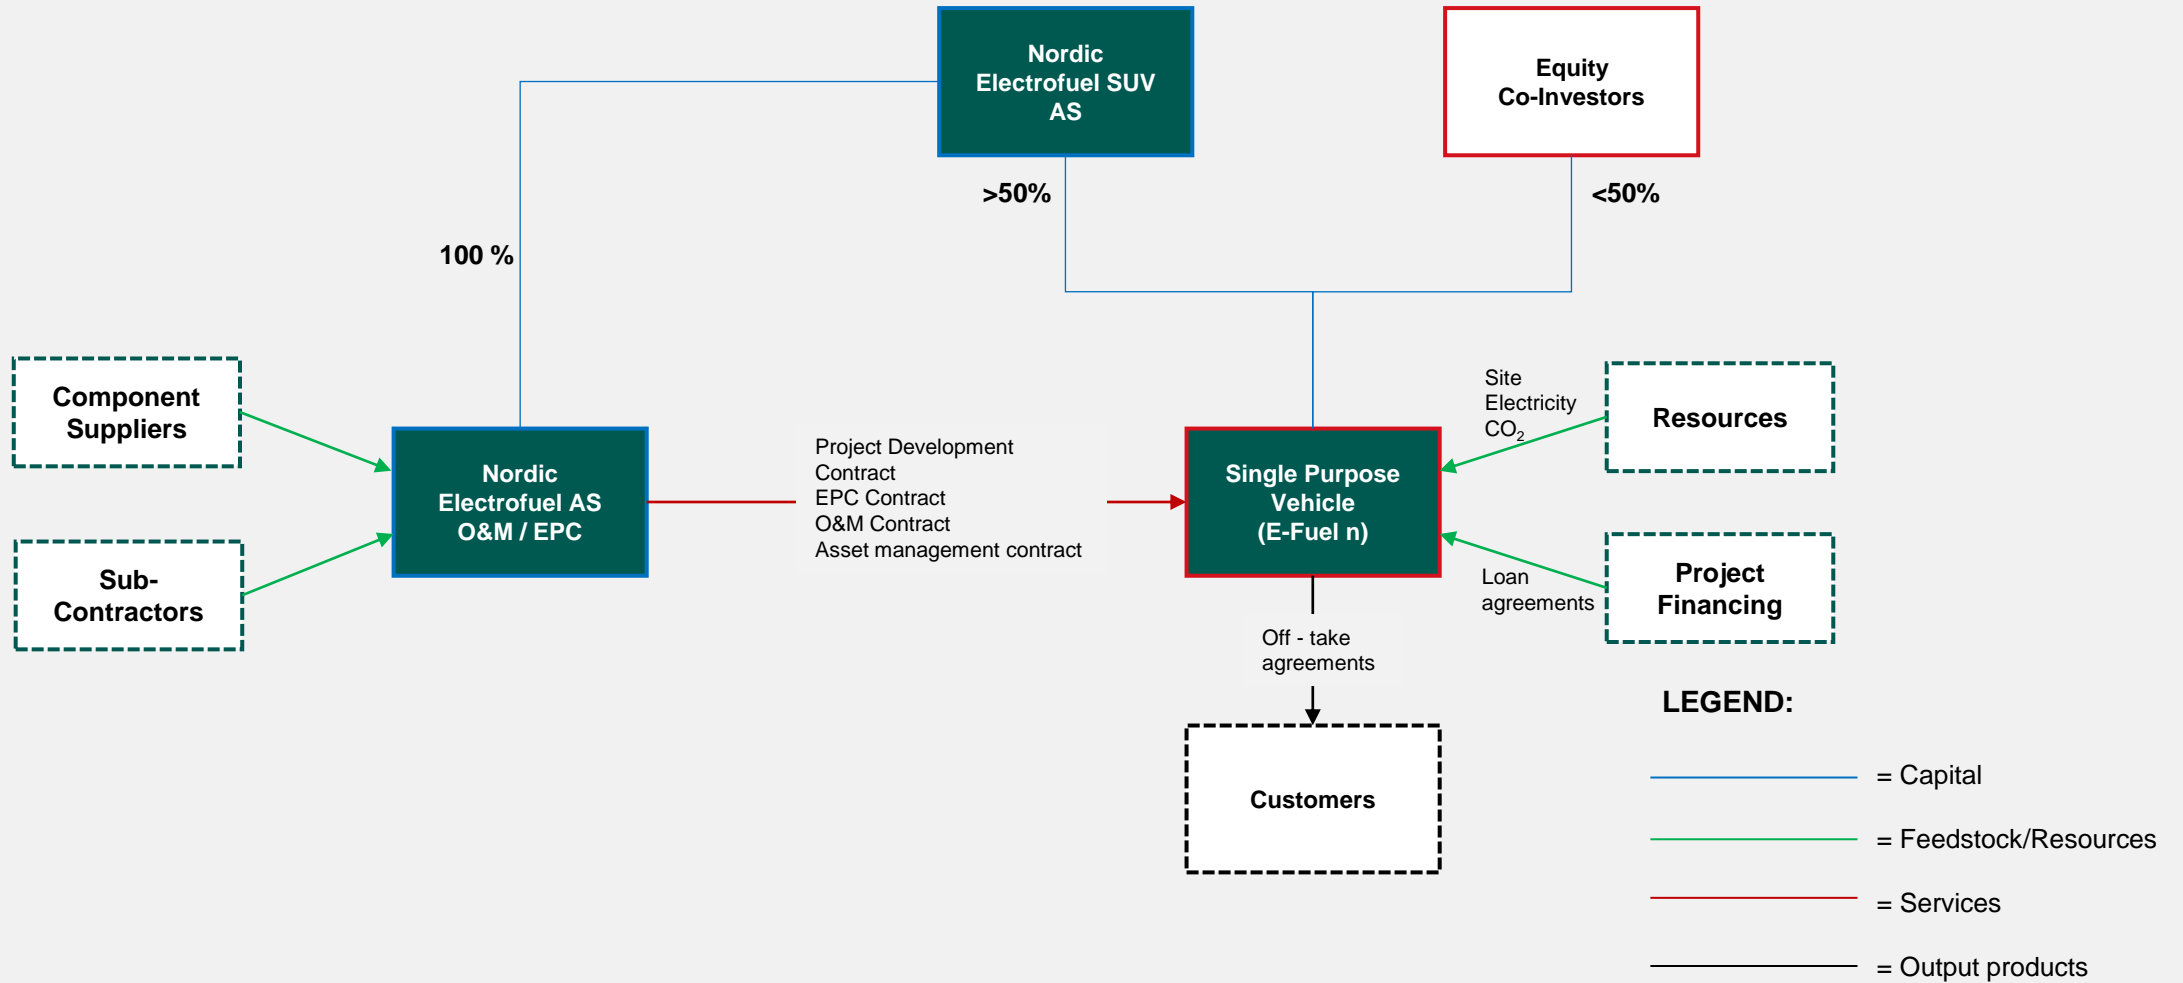 Nordic
Electrofuel SUV
AS
Equity
Co-Investors
>50%
<50%
100 %
Component
Suppliers
Sub-
Contractors
Nordic
Electrofuel AS
O&M / EPC
Project Development
Contract
EPC Contract
O&M Contract
Asset management contract
Single Purpose
Vehicle
(E-Fuel n)
Site
Electricity
CO₂
Resources
Loan
agreements
Project
Financing
Off - take
agreements
Customers
LEGEND:
= Capital
= Feedstock/Resources
= Services
= Output products